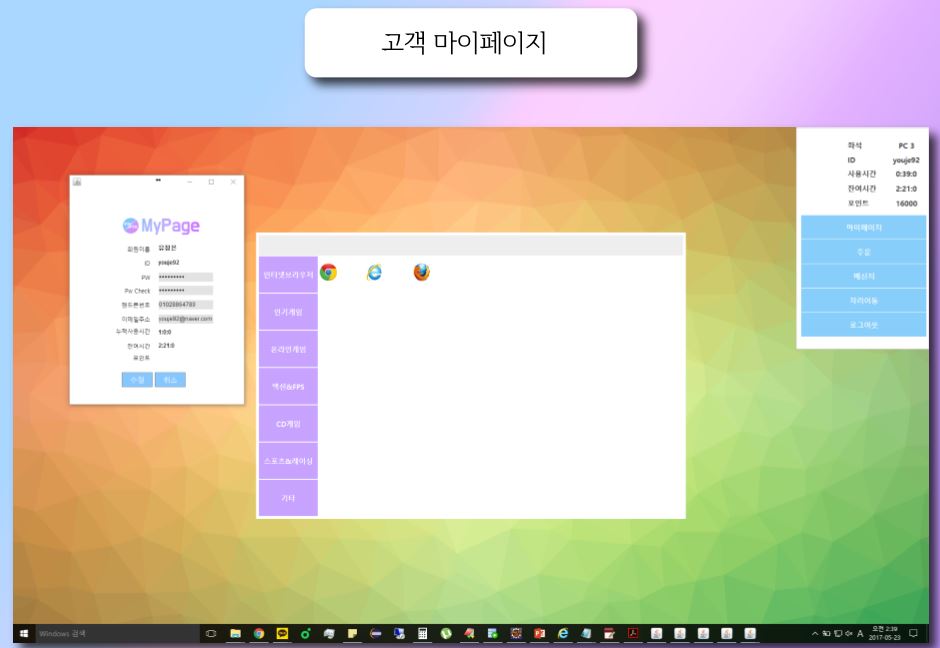 고객 마이페이지
좌석 PC 3
ID youje92
사용시간 0:39:0
잔여시간 2:21:0
포인트 16000
마이페이지
주문
메신저
자리이동
로그아웃
MyPage
회원이름 유정은
ID youje92
PW *********
Pw Check *********
핸드폰번호 01028864780
이메일주소 youje92@naver.com
누적사용시간 1:0:0
잔여시간 2:21:0
포인트
수정 취소
인터넷브라우저
인기게임
온라인게임
액션&FPS
CD게임
스포츠&레이싱
기타
Windows 검색
A
오전 2:39
2017-05-23